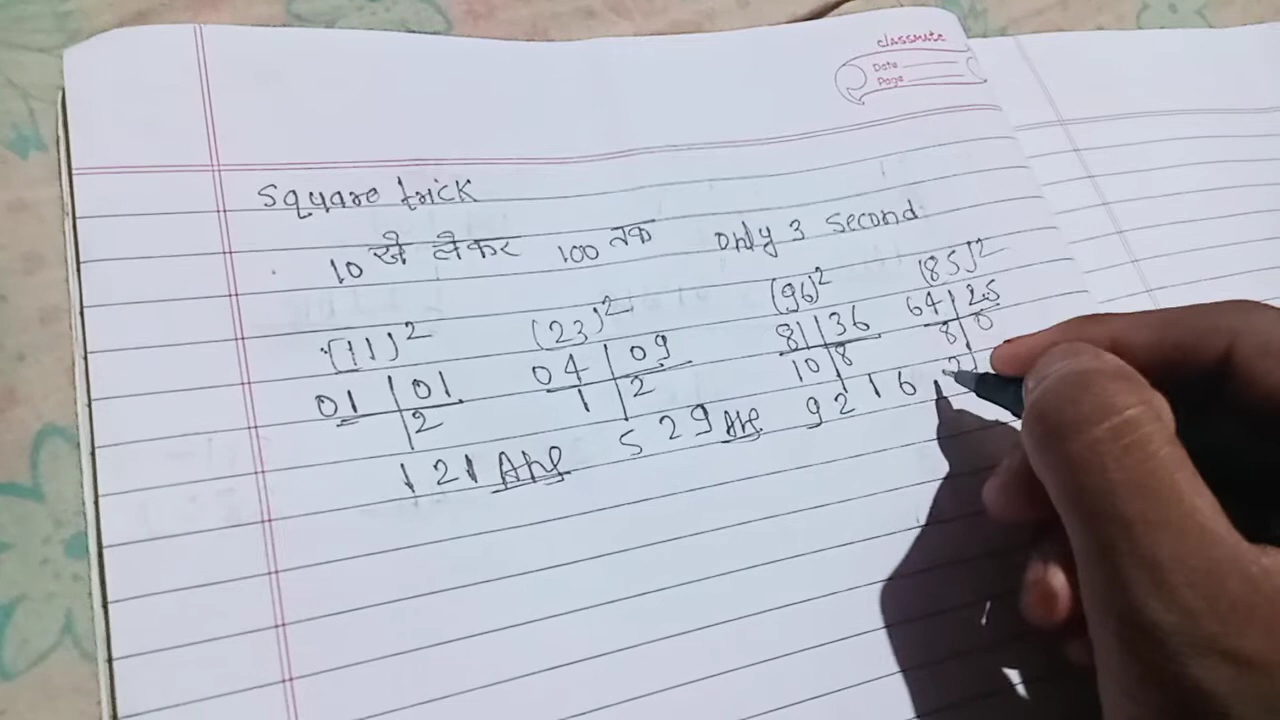 classmate
Date
Page
Square trick
10 से लेकर 100 तक only 3 second
(11)² (23)² (96)² (85)²
01 | 01 04 | 09 81 | 36 64 | 25
2 1 | 2 10 | 8 8 | 0
121 Ans 529 Ans 9216